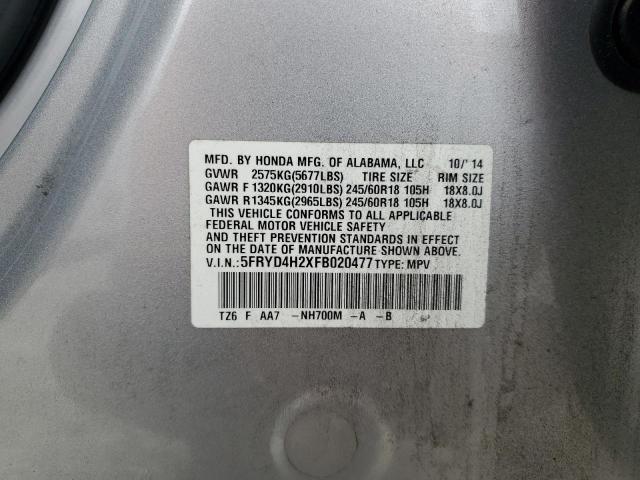 MFD. BY HONDA MFG. OF ALABAMA, LLC 10/'14
GVWR 2575KG(5677LBS) TIRE SIZE RIM SIZE
GAWR F 1320KG(2910LBS) 245/60R18 105H 18X8.0J
GAWR R 1345KG(2965LBS) 245/60R18 105H 18X8.0J
THIS VEHICLE CONFORMS TO ALL APPLICABLE
FEDERAL MOTOR VEHICLE SAFETY
AND THEFT PREVENTION STANDARDS IN EFFECT
ON THE DATE OF MANUFACTURE SHOWN ABOVE.
V.I.N.:5FRYD4H2XFB020477 TYPE: MPV
TZ6 F AA7 -NH700M -A -B